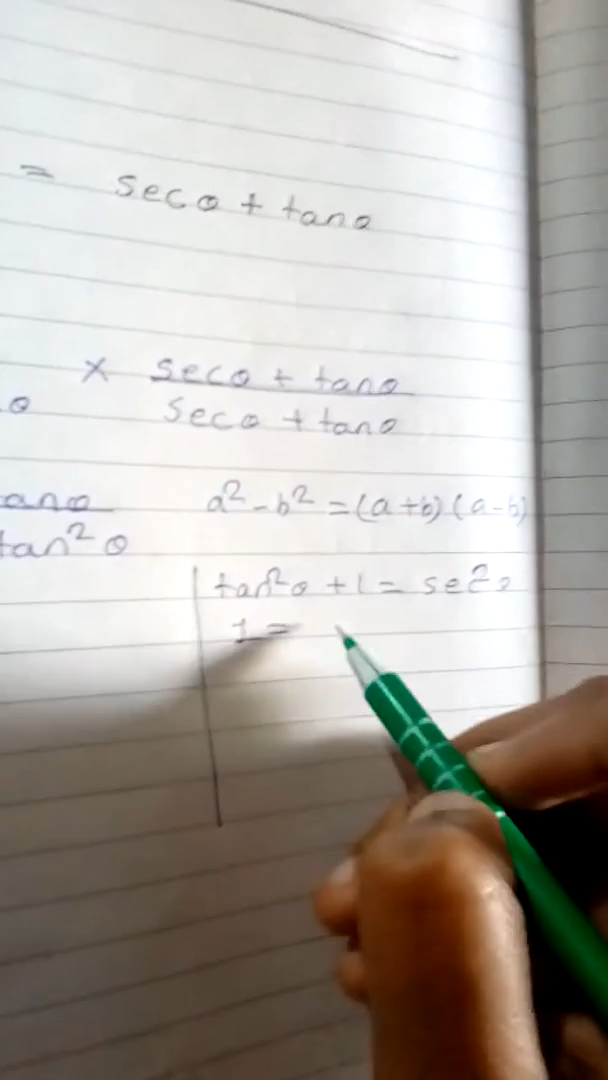 = secθ + tanθ
× secθ + tanθ
θ secθ + tanθ
anθ a² - b² = (a+b)(a-b)
tan²θ
tan²θ + 1 = sec²θ
1 =